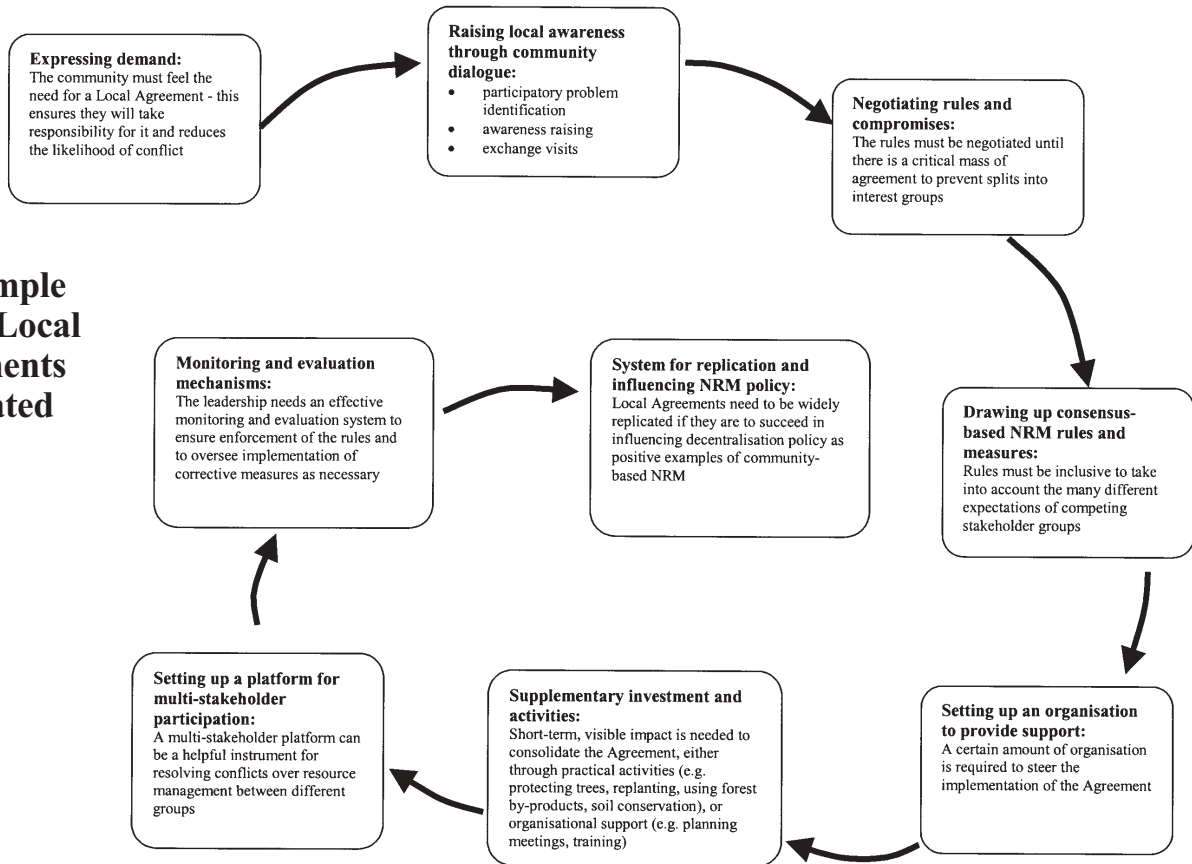 Expressing demand:
The community must feel the
need for a Local Agreement - this
ensures they will take
responsibility for it and reduces
the likelihood of conflict
Raising local awareness
through community
dialogue:
• participatory problem
identification
• awareness raising
• exchange visits
Negotiating rules and
compromises:
The rules must be negotiated until
there is a critical mass of
agreement to prevent splits into
interest groups
mple
Local
nents
ated
Monitoring and evaluation
mechanisms:
The leadership needs an effective
monitoring and evaluation system to
ensure enforcement of the rules and
to oversee implementation of
corrective measures as necessary
System for replication and
influencing NRM policy:
Local Agreements need to be widely
replicated if they are to succeed in
influencing decentralisation policy as
positive examples of community-
based NRM
Drawing up consensus-
based NRM rules and
measures:
Rules must be inclusive to take
into account the many different
expectations of competing
stakeholder groups
Setting up a platform for
multi-stakeholder
participation:
A multi-stakeholder platform can
be a helpful instrument for
resolving conflicts over resource
management between different
groups
Supplementary investment and
activities:
Short-term, visible impact is needed to
consolidate the Agreement, either
through practical activities (e.g.
protecting trees, replanting, using forest
by-products, soil conservation), or
organisational support (e.g. planning
meetings, training)
Setting up an organisation
to provide support:
A certain amount of organisation
is required to steer the
implementation of the Agreement